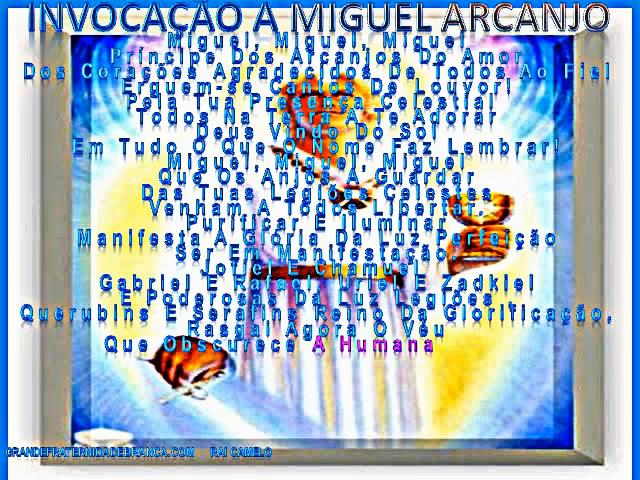 INVOCAÇÃO A MIGUEL ARCANJO
Miguel, Miguel, Miguel
Príncipe Dos Arcanjos Do Amor
Dos Corações Agradecidos De Todos Ao Fiel
Erguem-se Cantos De Louvor!
Pela Tua Presença Celestial
Todos Na Terra A Te Adorar
Deus Vindo Do Sol
Em Tudo O Que O Nome Faz Lembrar!
Miguel, Miguel, Miguel
Que Os Anjos A Guardar
Das Tuas Legiões Celestes
Venham A Todos Libertar.
Purificar E Iluminar
Manifesta A Glória Da Luz Perfeição
Ser Em Manifestação.
Jofiel E Chamuel
Gabriel E Rafael, Uriel E Zadkiel
E Poderosas Da Luz Legiões,
Querubins E Serafins Reino Da Glorificação,
Rasgai Agora O Véu
Que Obscurece A Humana
GRANDEFRATERNIDADEBRANCA.COM RAI CAMELO